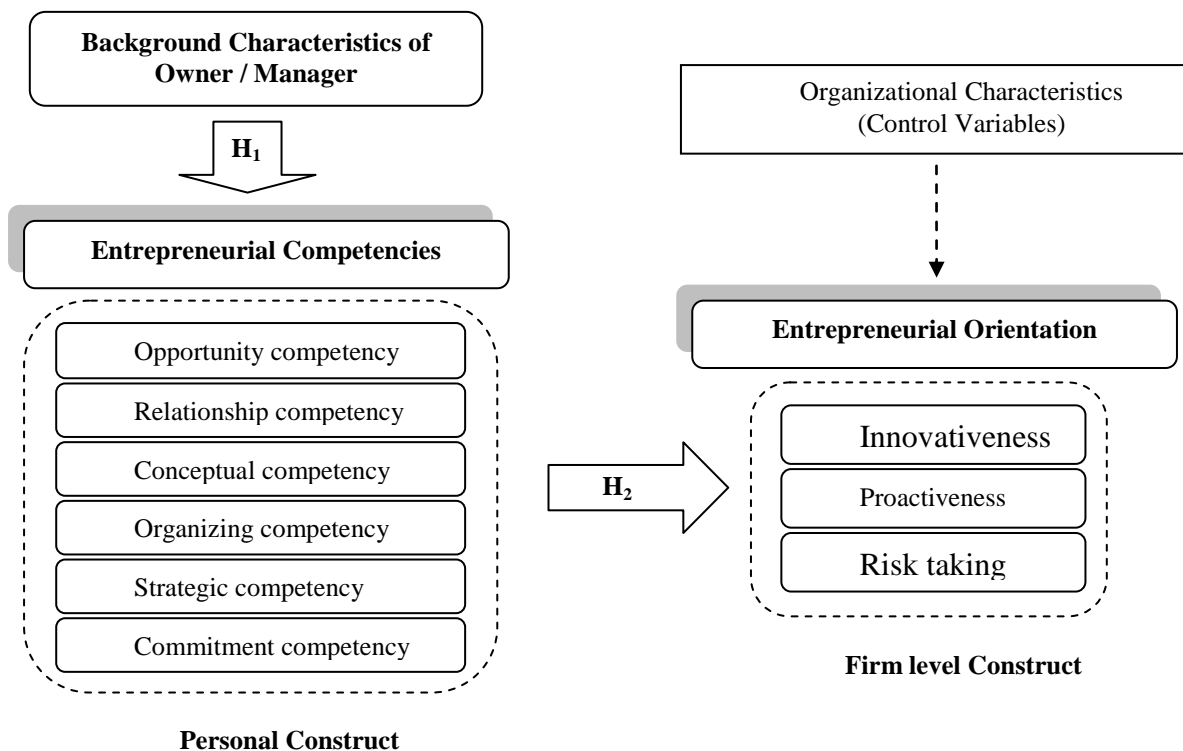 Background Characteristics of
Owner / Manager
H₁
Entrepreneurial Competencies
Opportunity competency
Relationship competency
Conceptual competency
Organizing competency
Strategic competency
Commitment competency
Personal Construct
H₂
Organizational Characteristics
(Control Variables)
Entrepreneurial Orientation
Innovativeness
Proactiveness
Risk taking
Firm level Construct